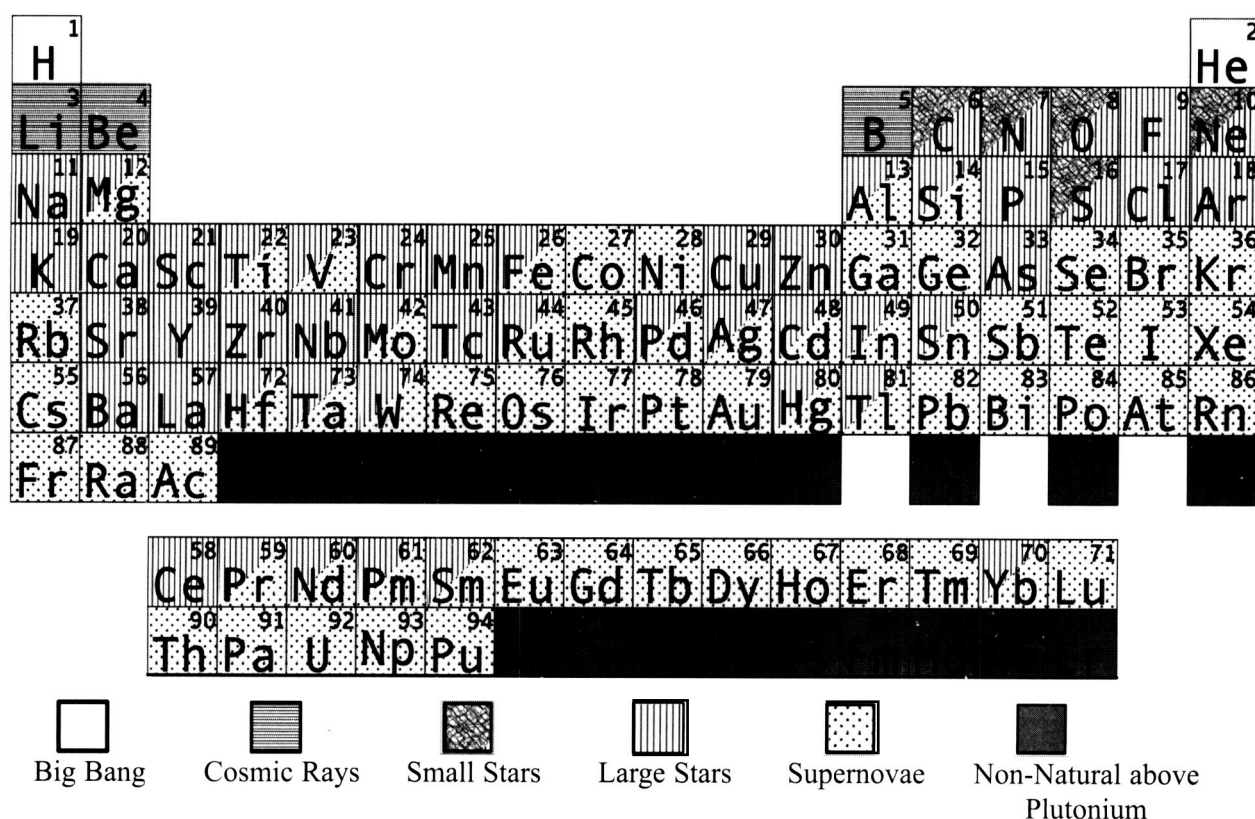 1 2
H He
3 4 5 6 7 8 9 10
Li Be B C N O F Ne
11 12 13 14 15 16 17 18
Na Mg Al Si P S Cl Ar
19 20 21 22 23 24 25 26 27 28 29 30 31 32 33 34 35 36
K Ca Sc Ti V Cr Mn Fe Co Ni Cu Zn Ga Ge As Se Br Kr
37 38 39 40 41 42 43 44 45 46 47 48 49 50 51 52 53 54
Rb Sr Y Zr Nb Mo Tc Ru Rh Pd Ag Cd In Sn Sb Te I Xe
55 56 57 72 73 74 75 76 77 78 79 80 81 82 83 84 85 86
Cs Ba La Hf Ta W Re Os Ir Pt Au Hg Tl Pb Bi Po At Rn
87 88 89
Fr Ra Ac
58 59 60 61 62 63 64 65 66 67 68 69 70 71
Ce Pr Nd Pm Sm Eu Gd Tb Dy Ho Er Tm Yb Lu
90 91 92 93 94
Th Pa U Np Pu
Big Bang
Cosmic Rays
Small Stars
Large Stars
Supernovae
Non-Natural above
Plutonium